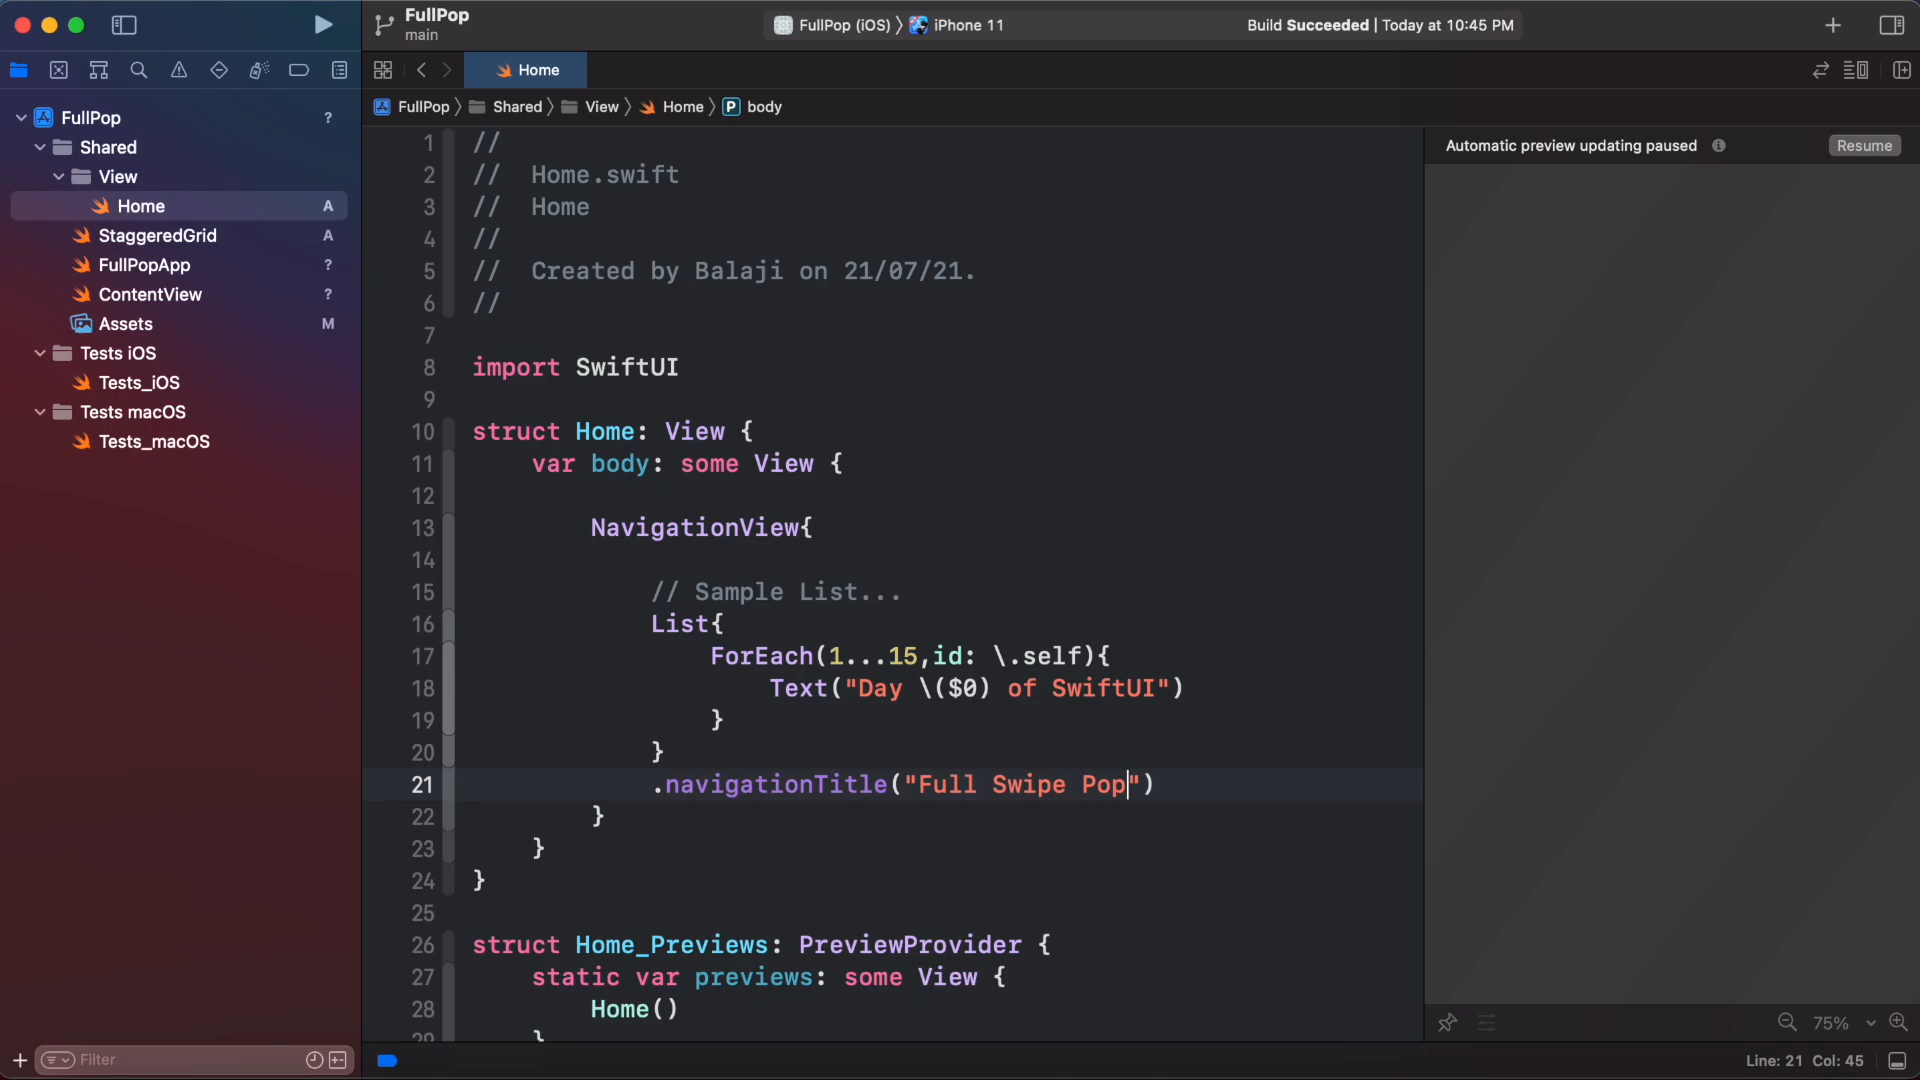 FullPop
main
FullPop (iOS) 〉 iPhone 11
Build Succeeded | Today at 10:45 PM
Home
FullPop 〉 Shared 〉 View 〉 Home 〉 P body
FullPop ?
Shared
View
Home A
StaggeredGrid A
FullPopApp ?
ContentView ?
Assets M
Tests iOS
Tests_iOS
Tests macOS
Tests_macOS
Filter
1 //
2 //  Home.swift
3 //  Home
4 //
5 //  Created by Balaji on 21/07/21.
6 //
7
8 import SwiftUI
9
10 struct Home: View {
11     var body: some View {
12
13         NavigationView{
14
15             // Sample List...
16             List{
17                 ForEach(1...15,id: \.self){
18                     Text("Day \($0) of SwiftUI")
19                 }
20             }
21             .navigationTitle("Full Swipe Pop")
22         }
23     }
24 }
25
26 struct Home_Previews: PreviewProvider {
27     static var previews: some View {
28         Home()
29     }
Automatic preview updating paused
Resume
75%
Line: 21 Col: 45